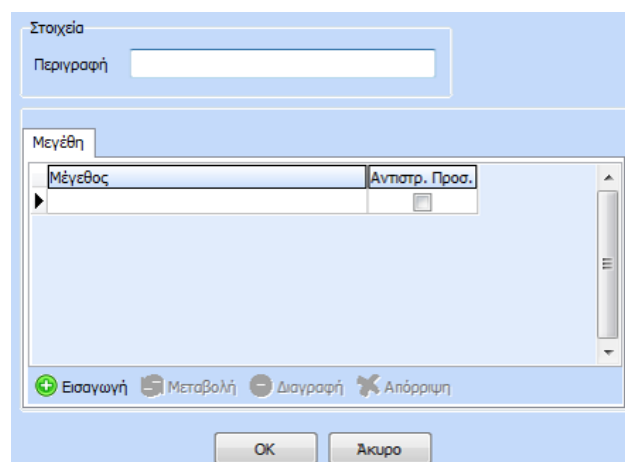 Στοιχεία
Περιγραφή
Μεγέθη
Μέγεθος Αντιστρ. Προσ.
Εισαγωγή Μεταβολή Διαγραφή Απόρριψη
OK Άκυρο